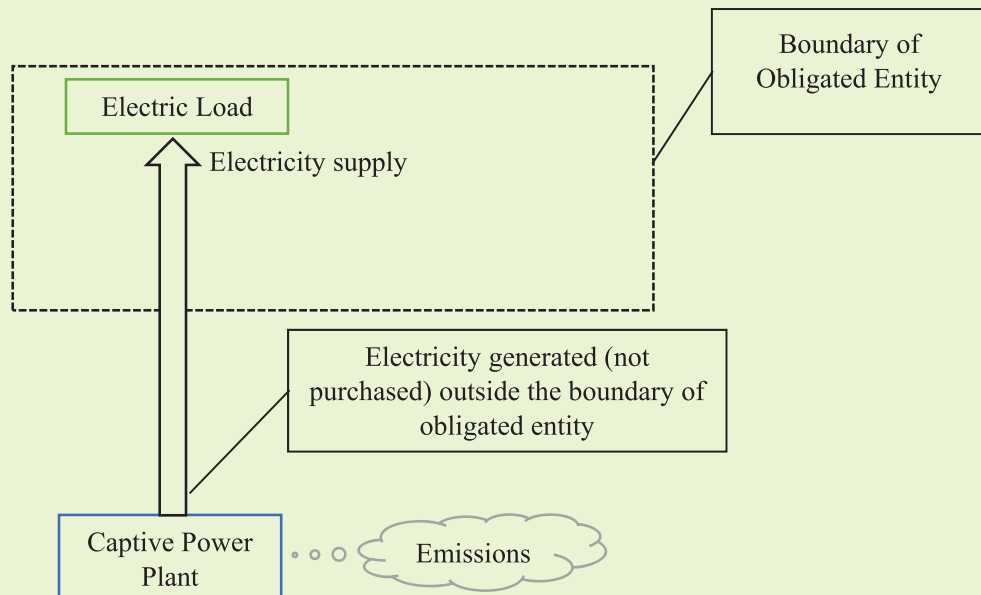 Boundary of
Obligated Entity
Electric Load
Electricity supply
Electricity generated (not
purchased) outside the boundary of
obligated entity
Captive Power
Plant
Emissions